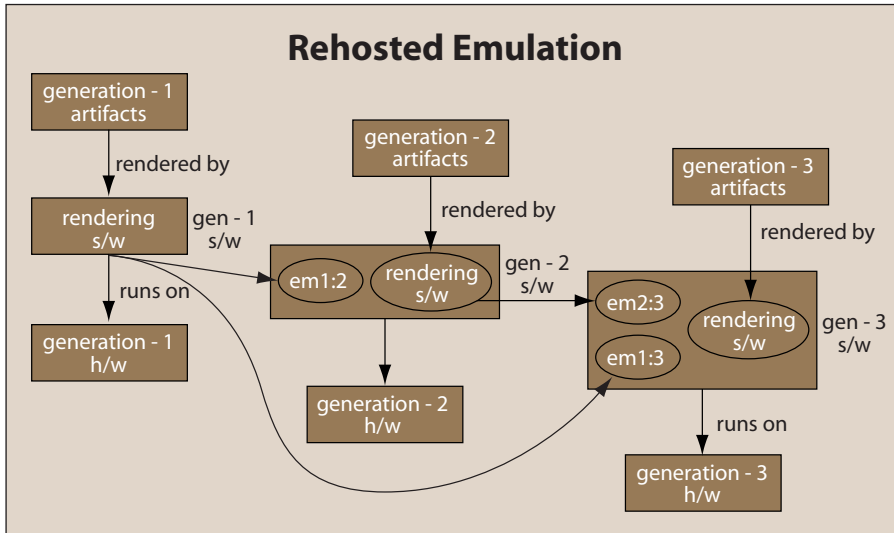 Rehosted Emulation
generation - 1
artifacts
rendered by
rendering
s/w
gen - 1
s/w
runs on
generation - 1
h/w
generation - 2
artifacts
rendered by
em1:2
rendering
s/w
gen - 2
s/w
generation - 2
h/w
generation - 3
artifacts
rendered by
em2:3
em1:3
rendering
s/w
gen - 3
s/w
runs on
generation - 3
h/w